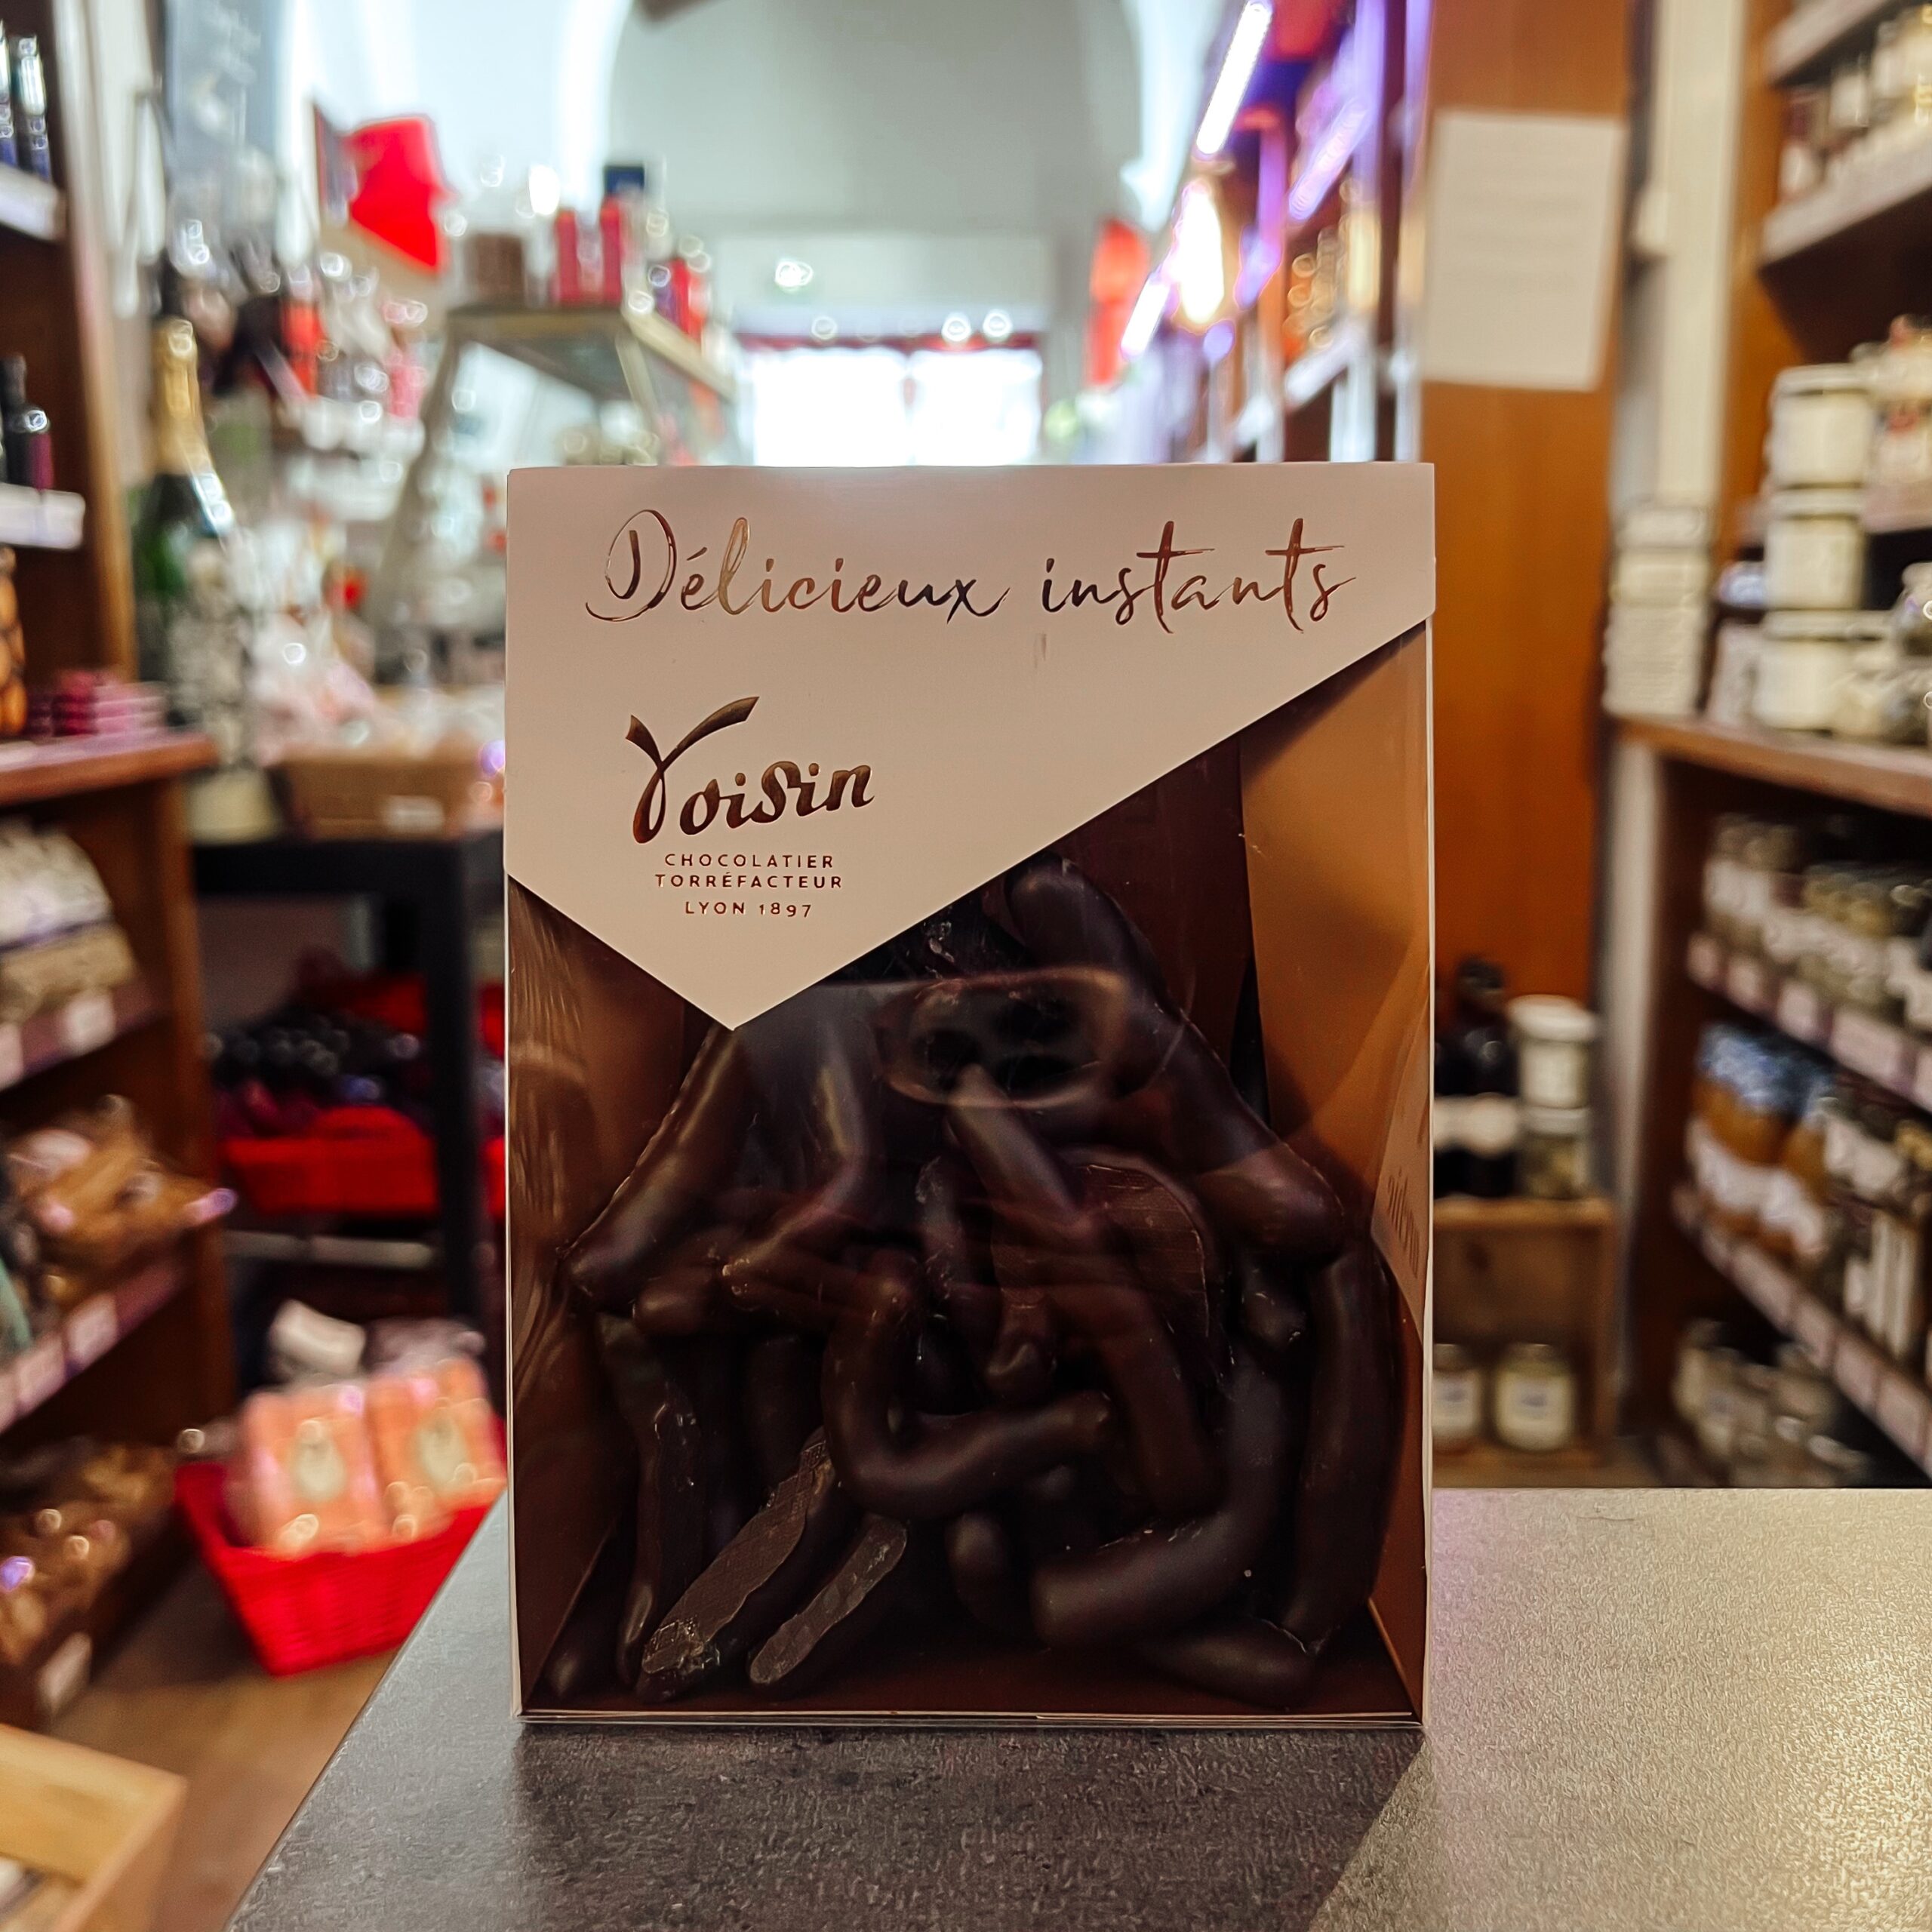 Délicieux instants
Voisin
CHOCOLATIER
TORRÉFACTEUR
LYON 1897